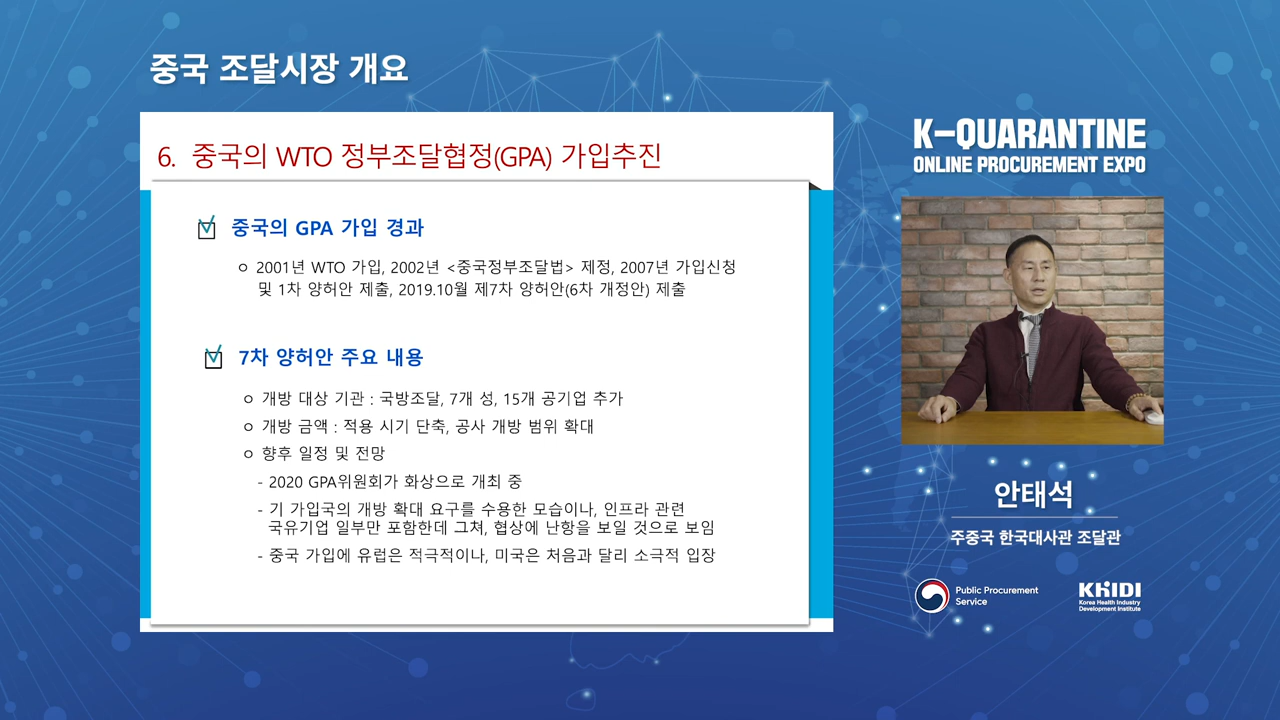 중국 조달시장 개요
6. 중국의 WTO 정부조달협정(GPA) 가입추진
중국의 GPA 가입 경과
ㅇ 2001년 WTO 가입, 2002년 <중국정부조달법> 제정, 2007년 가입신청
및 1차 양허안 제출, 2019.10월 제7차 양허안(6차 개정안) 제출
7차 양허안 주요 내용
ㅇ 개방 대상 기관 : 국방조달, 7개 성, 15개 공기업 추가
ㅇ 개방 금액 : 적용 시기 단축, 공사 개방 범위 확대
ㅇ 향후 일정 및 전망
- 2020 GPA위원회가 화상으로 개최 중
- 기 가입국의 개방 확대 요구를 수용한 모습이나, 인프라 관련
국유기업 일부만 포함한데 그쳐, 협상에 난항을 보일 것으로 보임
- 중국 가입에 유럽은 적극적이나, 미국은 처음과 달리 소극적 입장
K-QUARANTINE
ONLINE PROCUREMENT EXPO
안태석
주중국 한국대사관 조달관
Public Procurement
Service
KHIDI
Korea Health Industry
Development Institute